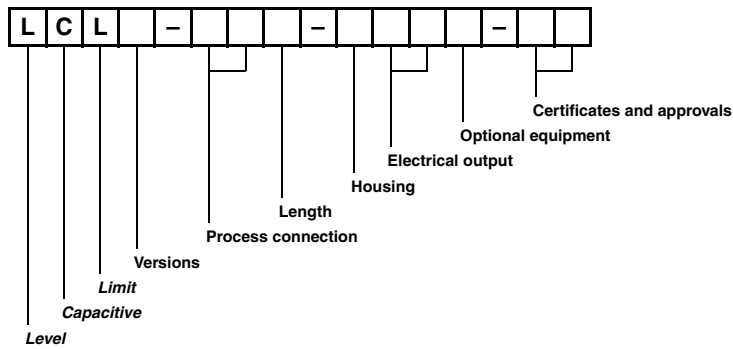 L C L – – –
Certificates and approvals
Optional equipment
Electrical output
Housing
Length
Process connection
Versions
Limit
Capacitive
Level